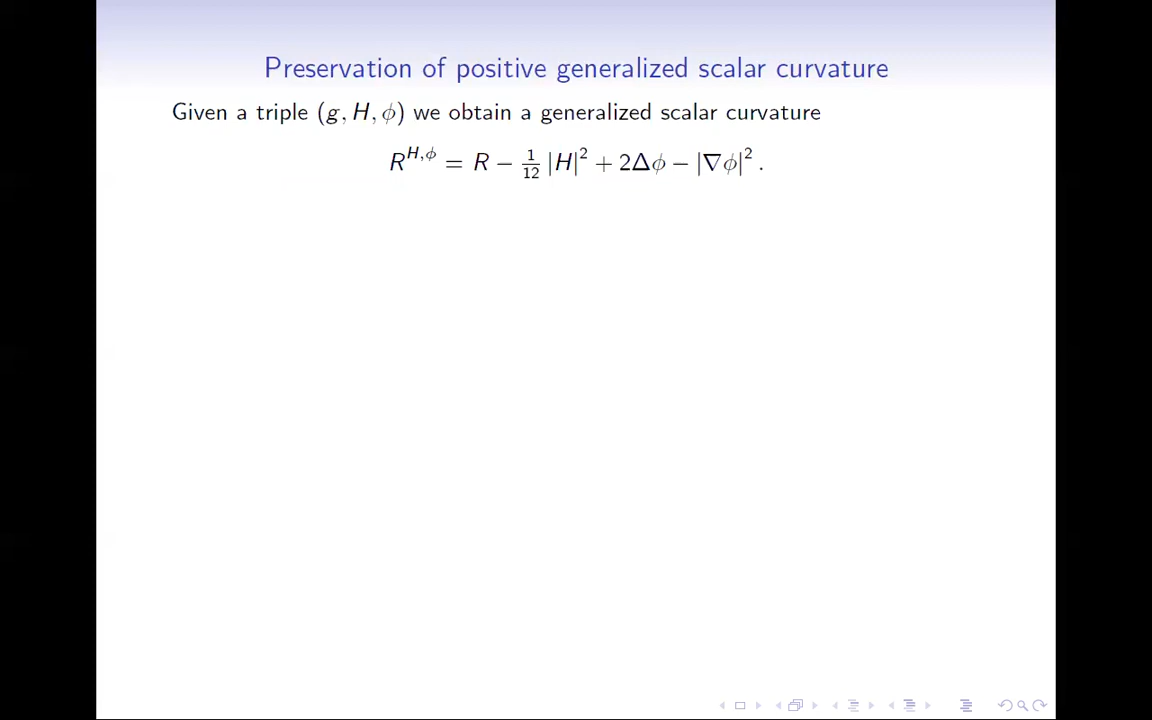 Preservation of positive generalized scalar curvature
Given a triple (g, H, ϕ) we obtain a generalized scalar curvature
R^{H,ϕ} = R − 1/12 |H|² + 2Δϕ − |∇ϕ|² .